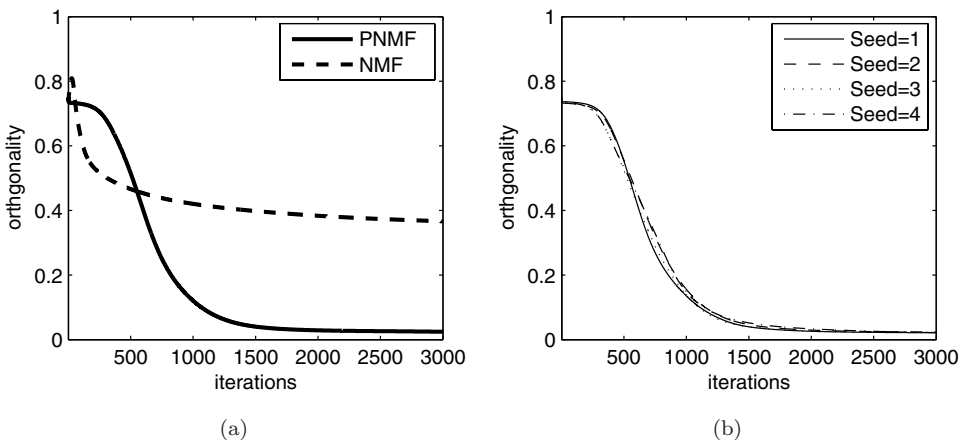 1
0.8
0.6
0.4
0.2
0
orthgonality
PNMF
NMF
500 1000 1500 2000 2500 3000
iterations
(a)
1
0.8
0.6
0.4
0.2
0
orthgonality
Seed=1
Seed=2
Seed=3
Seed=4
500 1000 1500 2000 2500 3000
iterations
(b)